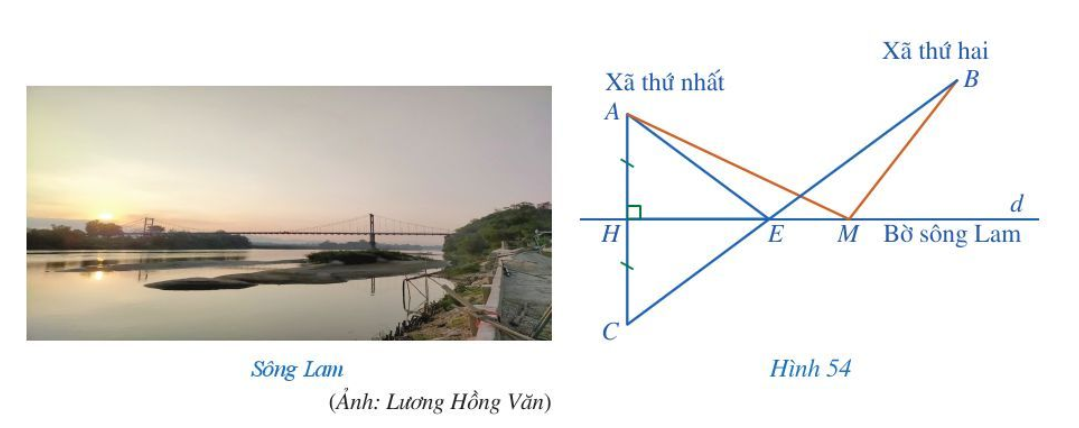 Xã thứ hai
B
Xã thứ nhất
A
d
H
E
M
Bờ sông Lam
C
Sông Lam
Hình 54
(Ảnh: Lương Hồng Văn)